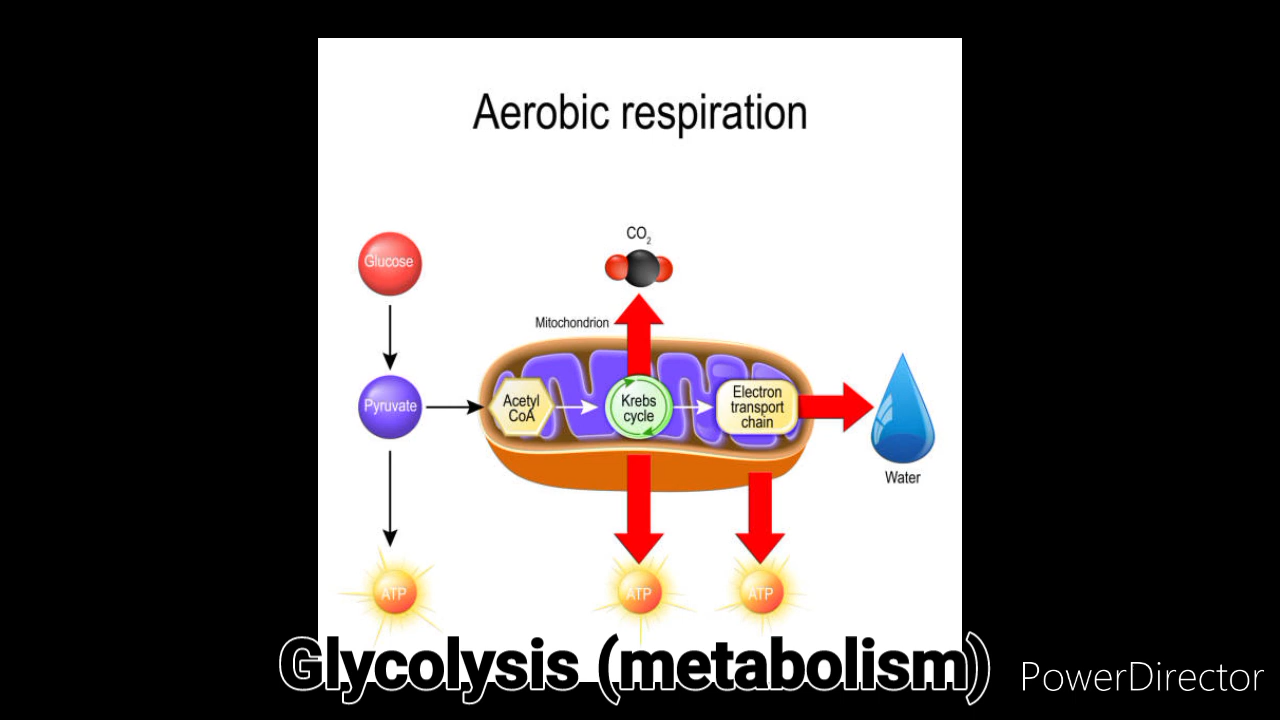 Aerobic respiration
CO₂
Glucose
Mitochondrion
Pyruvate
Acetyl
CoA
Krebs
cycle
Electron
transport
chain
Water
ATP
ATP
ATP
Glycolysis (metabolism)
PowerDirector